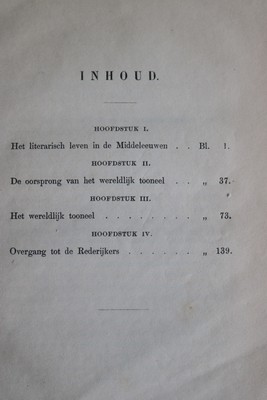 INHOUD.
HOOFDSTUK I.
Het literarisch leven in de Middeleeuwen . . Bl. 1.
HOOFDSTUK II.
De oorsprong van het wereldlijk tooneel . . „ 37.
HOOFDSTUK III.
Het wereldlijk tooneel . . . . . . . . „ 73.
HOOFDSTUK IV.
Overgang tot de Rederijkers . . . . . . „ 139.